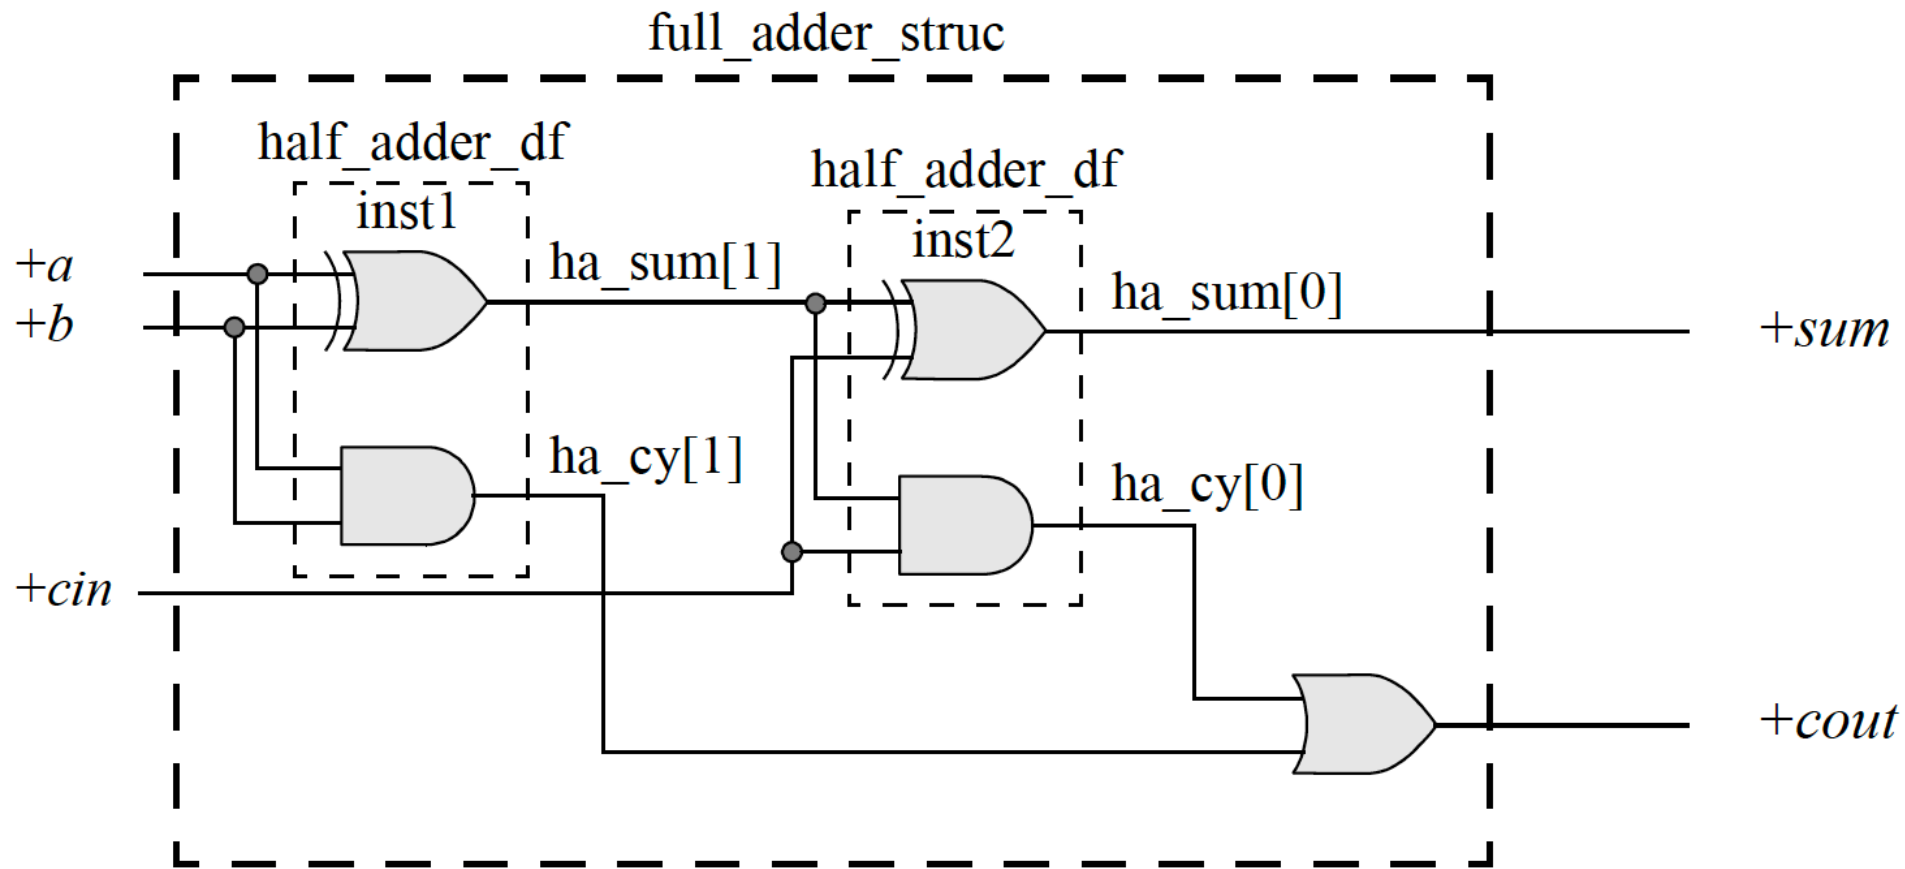 full_adder_struc
half_adder_df
inst1
half_adder_df
inst2
+a
+b
ha_sum[1]
ha_sum[0]
+sum
ha_cy[1]
ha_cy[0]
+cin
+cout